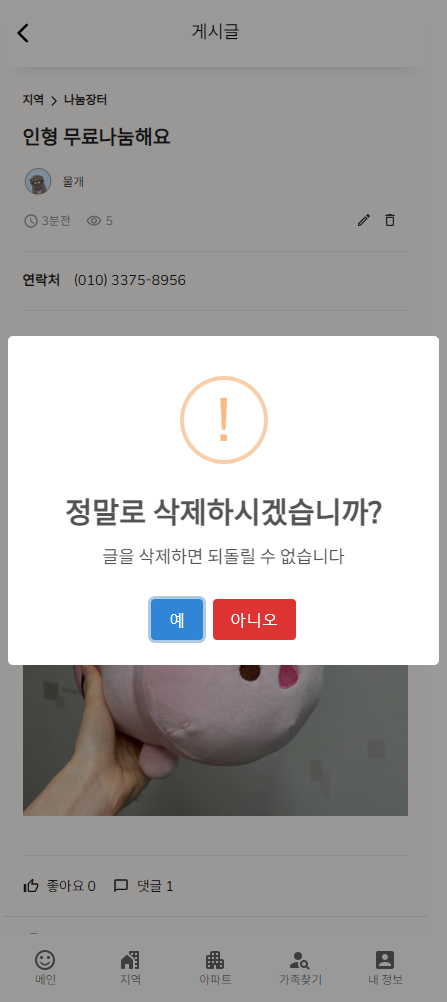 게시글
지역 > 나눔장터
인형 무료나눔해요
물개
3분전 5
연락처 (010) 3375-8956
!
정말로 삭제하시겠습니까?
글을 삭제하면 되돌릴 수 없습니다
예 아니오
좋아요 0 댓글 1
메인 지역 아파트 가족찾기 내 정보